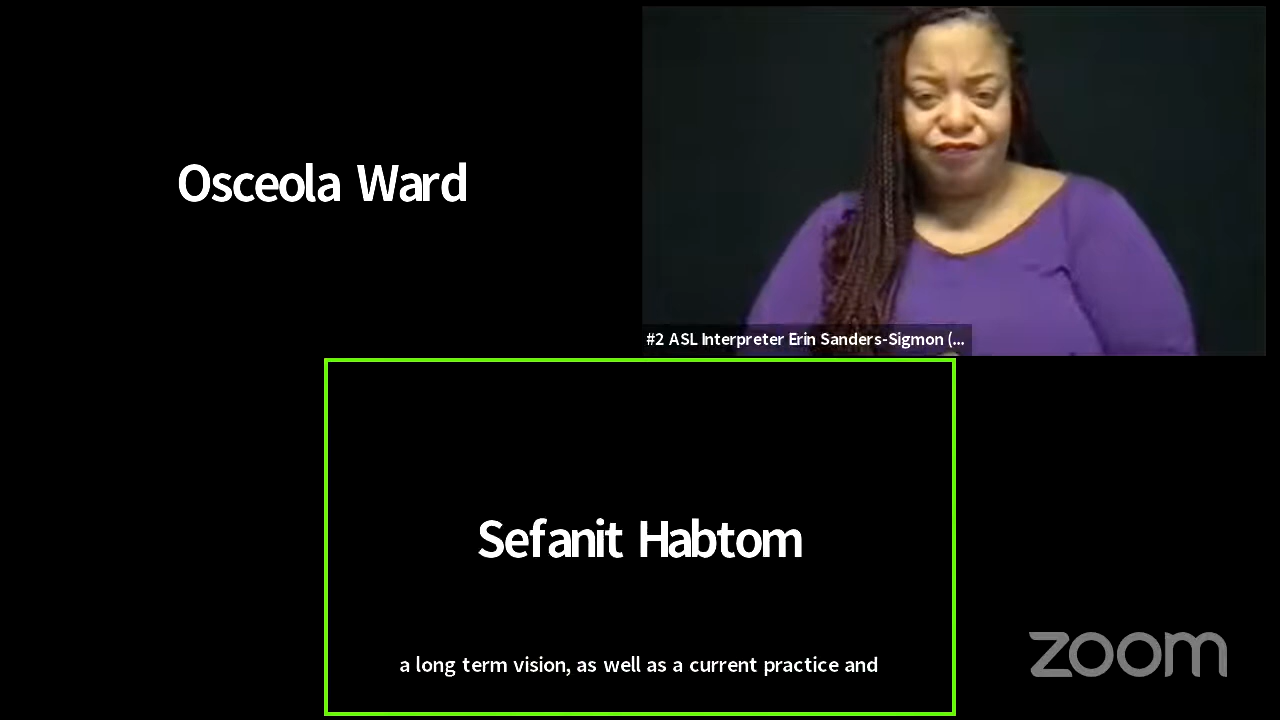 Osceola Ward
#2 ASL Interpreter Erin Sanders-Sigmon (...
Sefanit Habtom
a long term vision, as well as a current practice and
zoom